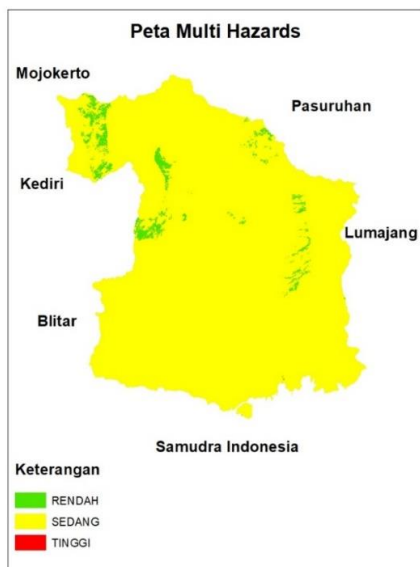 Peta Multi Hazards
Mojokerto
Pasuruhan
Kediri
Lumajang
Blitar
Samudra Indonesia
Keterangan
RENDAH
SEDANG
TINGGI